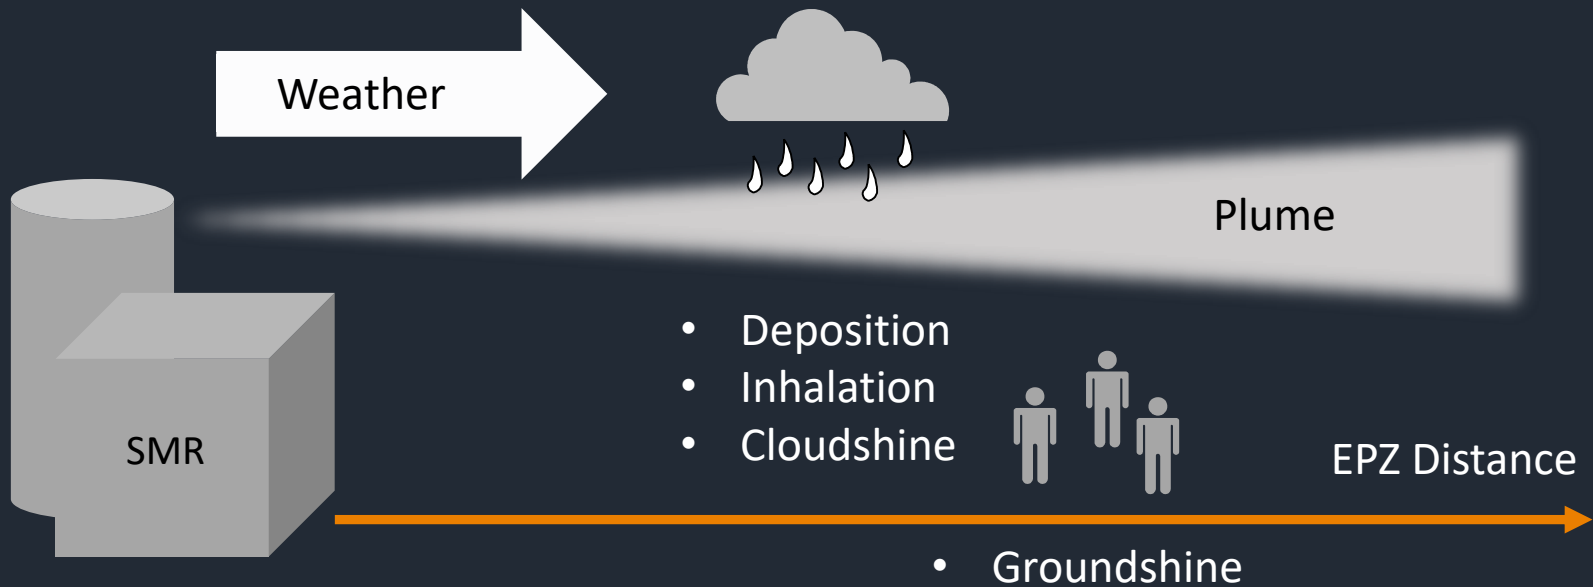 Weather
Plume
• Deposition
• Inhalation
• Cloudshine
SMR
EPZ Distance
• Groundshine